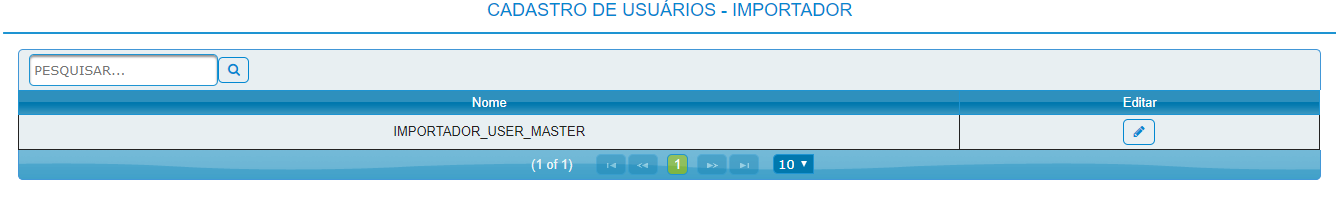 CADASTRO DE USUÁRIOS - IMPORTADOR
PESQUISAR...
Nome Editar
IMPORTADOR_USER_MASTER
(1 of 1) 1 10